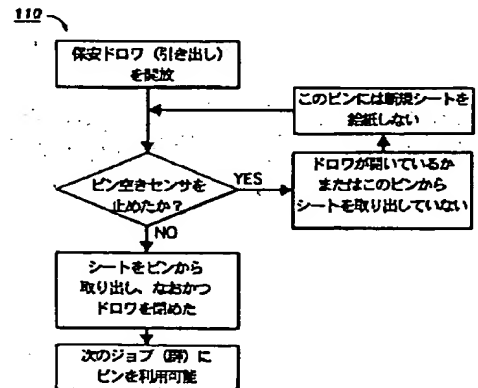 110
保安ドロワ（引き出し）
を開放
このビンには新規シートを
給紙しない
ビン空きセンサを
止めたか？
YES
ドロワが開いているか
またはこのビンから
シートを取り出していない
NO
シートをビンから
取り出し、なおかつ
ドロワを閉めた
次のジョブ（群）に
ビンを利用可能